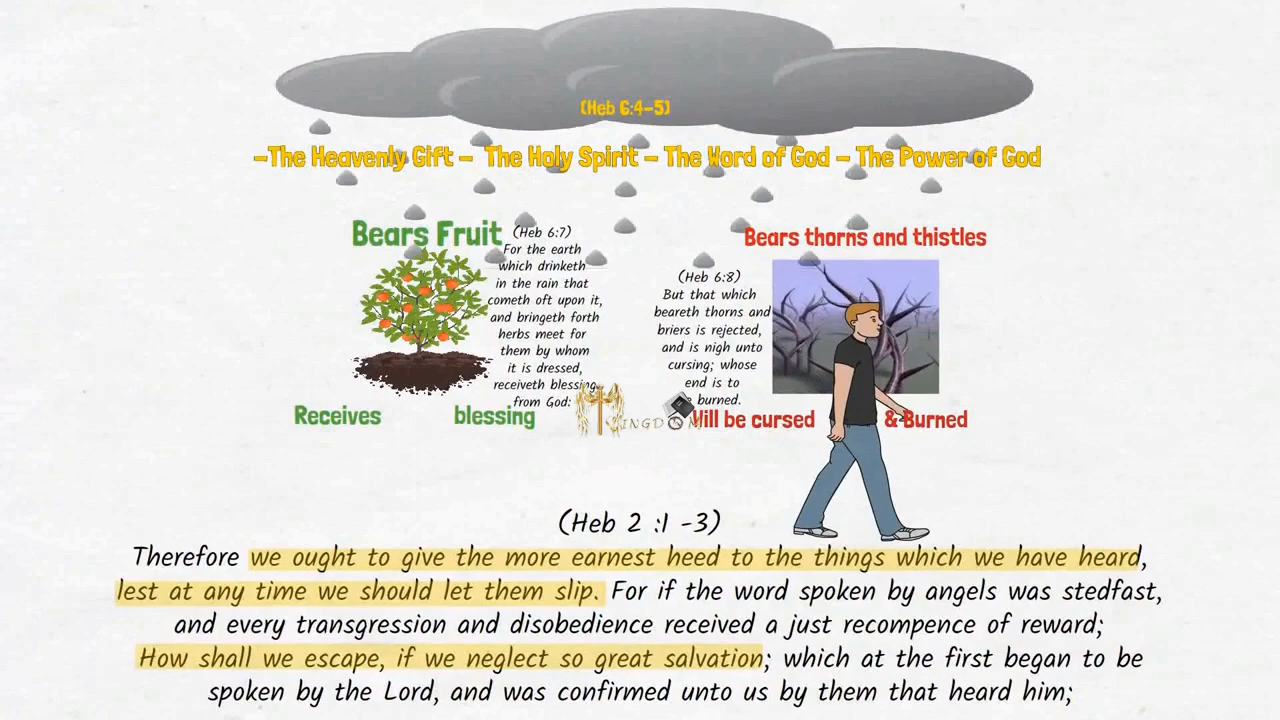 (Heb 6:4-5)
-The Heavenly Gift - The Holy Spirit - The Word of God - The Power of God
Bears Fruit
(Heb 6:7)
For the earth
which drinketh
in the rain that
cometh oft upon it,
and bringeth forth
herbs meet for
them by whom
it is dressed,
receiveth blessing
from God:
Receives blessing
Bears thorns and thistles
(Heb 6:8)
But that which
beareth thorns and
briers is rejected,
and is nigh unto
cursing; whose
end is to
burned.
Will be cursed & Burned
INGDOM
(Heb 2 :1 -3)
Therefore we ought to give the more earnest heed to the things which we have heard,
lest at any time we should let them slip. For if the word spoken by angels was stedfast,
and every transgression and disobedience received a just recompence of reward;
How shall we escape, if we neglect so great salvation; which at the first began to be
spoken by the Lord, and was confirmed unto us by them that heard him;